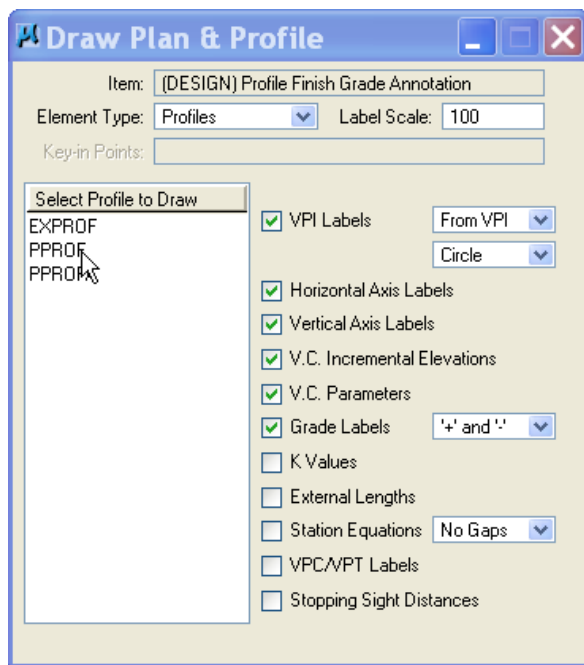 Draw Plan & Profile
Item: (DESIGN) Profile Finish Grade Annotation
Element Type: Profiles Label Scale: 100
Key-in Points:
Select Profile to Draw
EXPROF
PPROF
VPI Labels From VPI
Circle
Horizontal Axis Labels
Vertical Axis Labels
V.C. Incremental Elevations
V.C. Parameters
Grade Labels '+' and '-'
K Values
External Lengths
Station Equations No Gaps
VPC/VPT Labels
Stopping Sight Distances